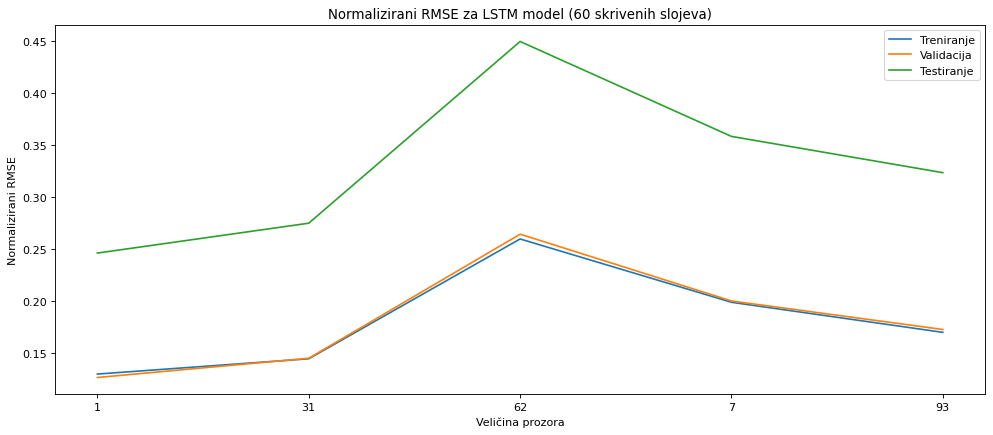 Normalizirani RMSE za LSTM model (60 skrivenih slojeva)
Treniranje
Validacija
Testiranje
Normalizirani RMSE
0.45
0.40
0.35
0.30
0.25
0.20
0.15
1 31 62 7 93
Veličina prozora